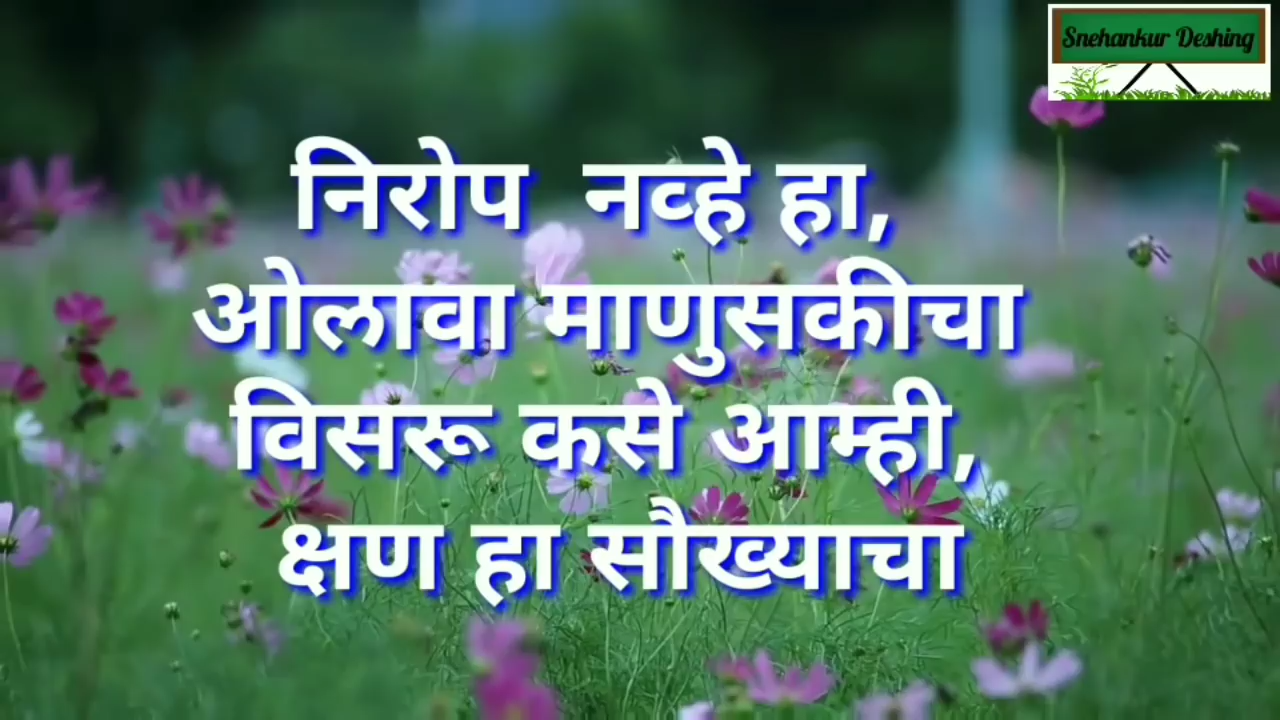 Snehankur Deshing
निरोप नव्हे हा,
ओलावा माणुसकीचा
विसरू कसे आम्ही,
क्षण हा सौख्याचा